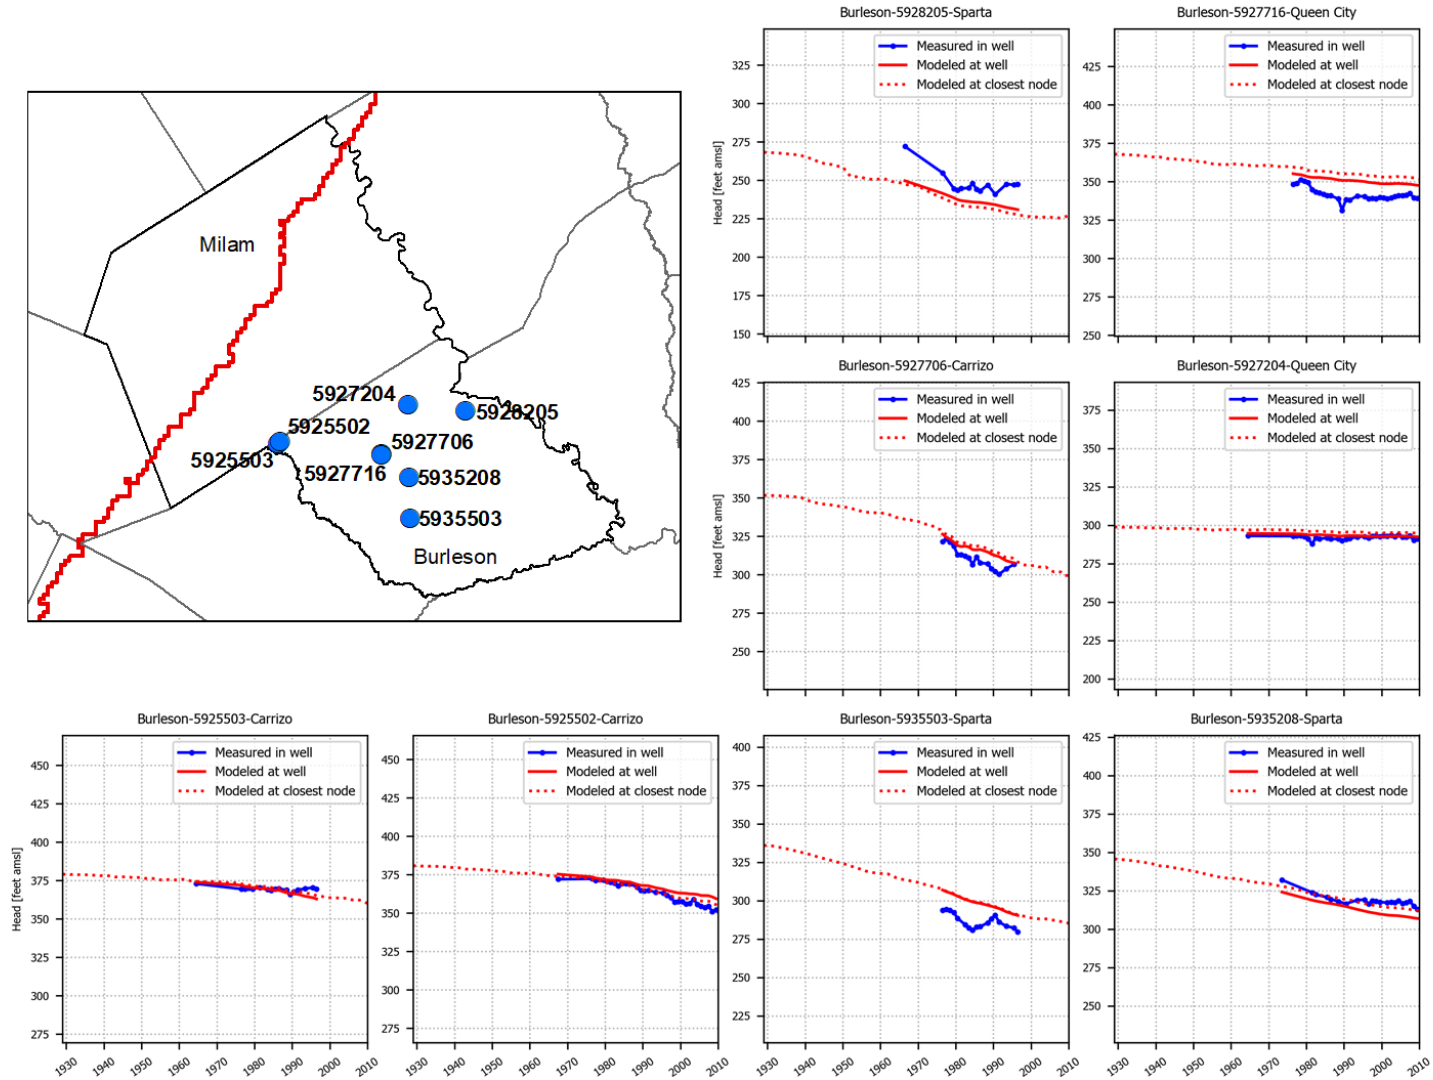 Milam
5927204
5928205
5925502
5927706
5925503
5927716
5935208
5935503
Burleson
Burleson-5928205-Sparta
Measured in well
Modeled at well
Modeled at closest node
Head [feet amsl]
325
300
275
250
225
200
175
150
Burleson-5927716-Queen City
Measured in well
Modeled at well
Modeled at closest node
425
400
375
350
325
300
275
250
Burleson-5927706-Carrizo
Measured in well
Modeled at well
Modeled at closest node
Head [feet amsl]
425
400
375
350
325
300
275
250
Burleson-5927204-Queen City
Measured in well
Modeled at well
Modeled at closest node
375
350
325
300
275
250
225
200
Burleson-5925503-Carrizo
Measured in well
Modeled at well
Modeled at closest node
Head [feet amsl]
450
425
400
375
350
325
300
275
1930 1940 1950 1960 1970 1980 1990 2000 2010
Burleson-5925502-Carrizo
Measured in well
Modeled at well
Modeled at closest node
450
425
400
375
350
325
300
275
1930 1940 1950 1960 1970 1980 1990 2000 2010
Burleson-5935503-Sparta
Measured in well
Modeled at well
Modeled at closest node
400
375
350
325
300
275
250
225
1930 1940 1950 1960 1970 1980 1990 2000 2010
Burleson-5935208-Sparta
Measured in well
Modeled at well
Modeled at closest node
425
400
375
350
325
300
275
250
1930 1940 1950 1960 1970 1980 1990 2000 2010